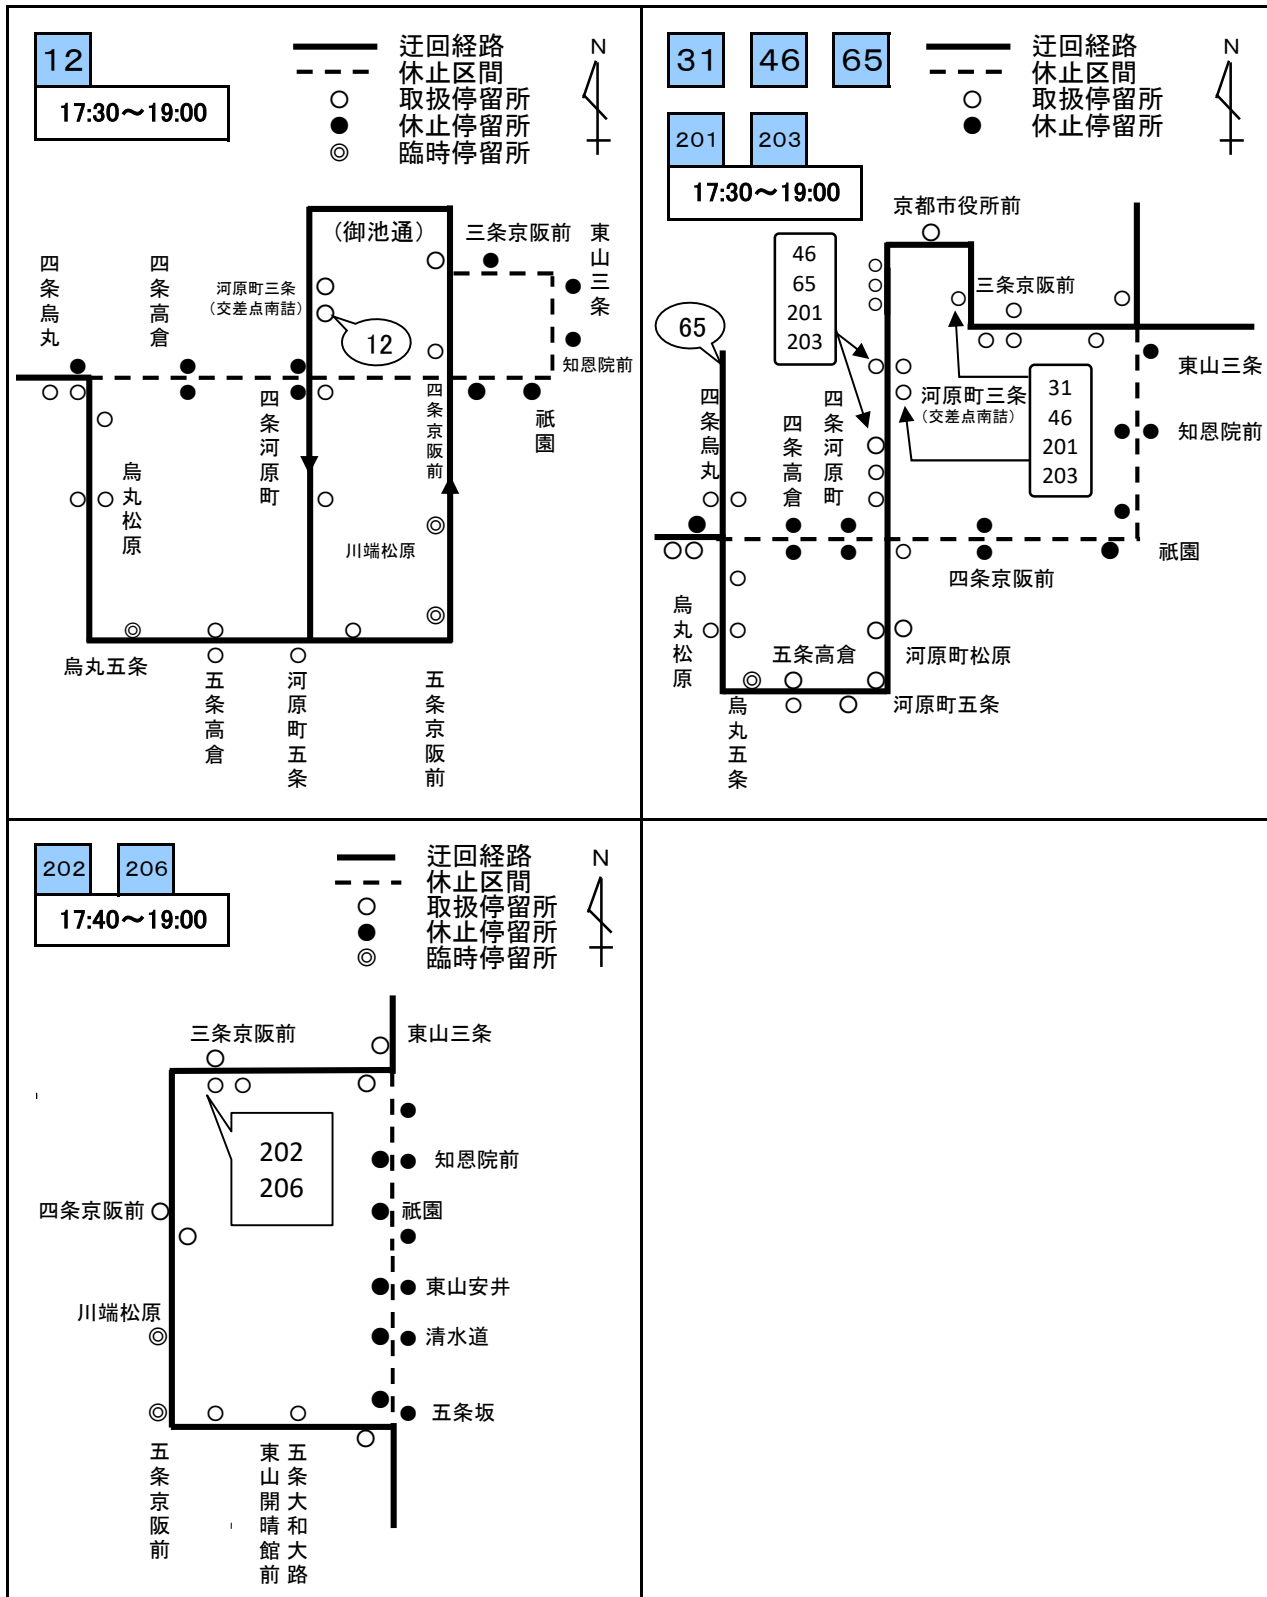 12
17:30～19:00
迂回経路
休止区間
取扱停留所
休止停留所
臨時停留所
N
(御池通)
三条京阪前
東山三条
四条烏丸
四条高倉
河原町三条
(交差点南詰)
12
知恩院前
四条河原町
四条京阪前
祇園
烏丸松原
川端松原
烏丸五条
五条高倉
河原町五条
五条京阪前
31
46
65
201
203
17:30～19:00
迂回経路
休止区間
取扱停留所
休止停留所
N
京都市役所前
46
65
201
203
三条京阪前
65
東山三条
河原町三条
(交差点南詰)
31
46
201
203
四条烏丸
四条高倉
四条河原町
知恩院前
祇園
四条京阪前
烏丸松原
五条高倉
河原町松原
河原町五条
烏丸五条
202
206
17:40～19:00
迂回経路
休止区間
取扱停留所
休止停留所
臨時停留所
N
三条京阪前
東山三条
202
206
知恩院前
四条京阪前
祇園
東山安井
川端松原
清水道
五条坂
五条京阪前
東山開晴館前
五条大和大路